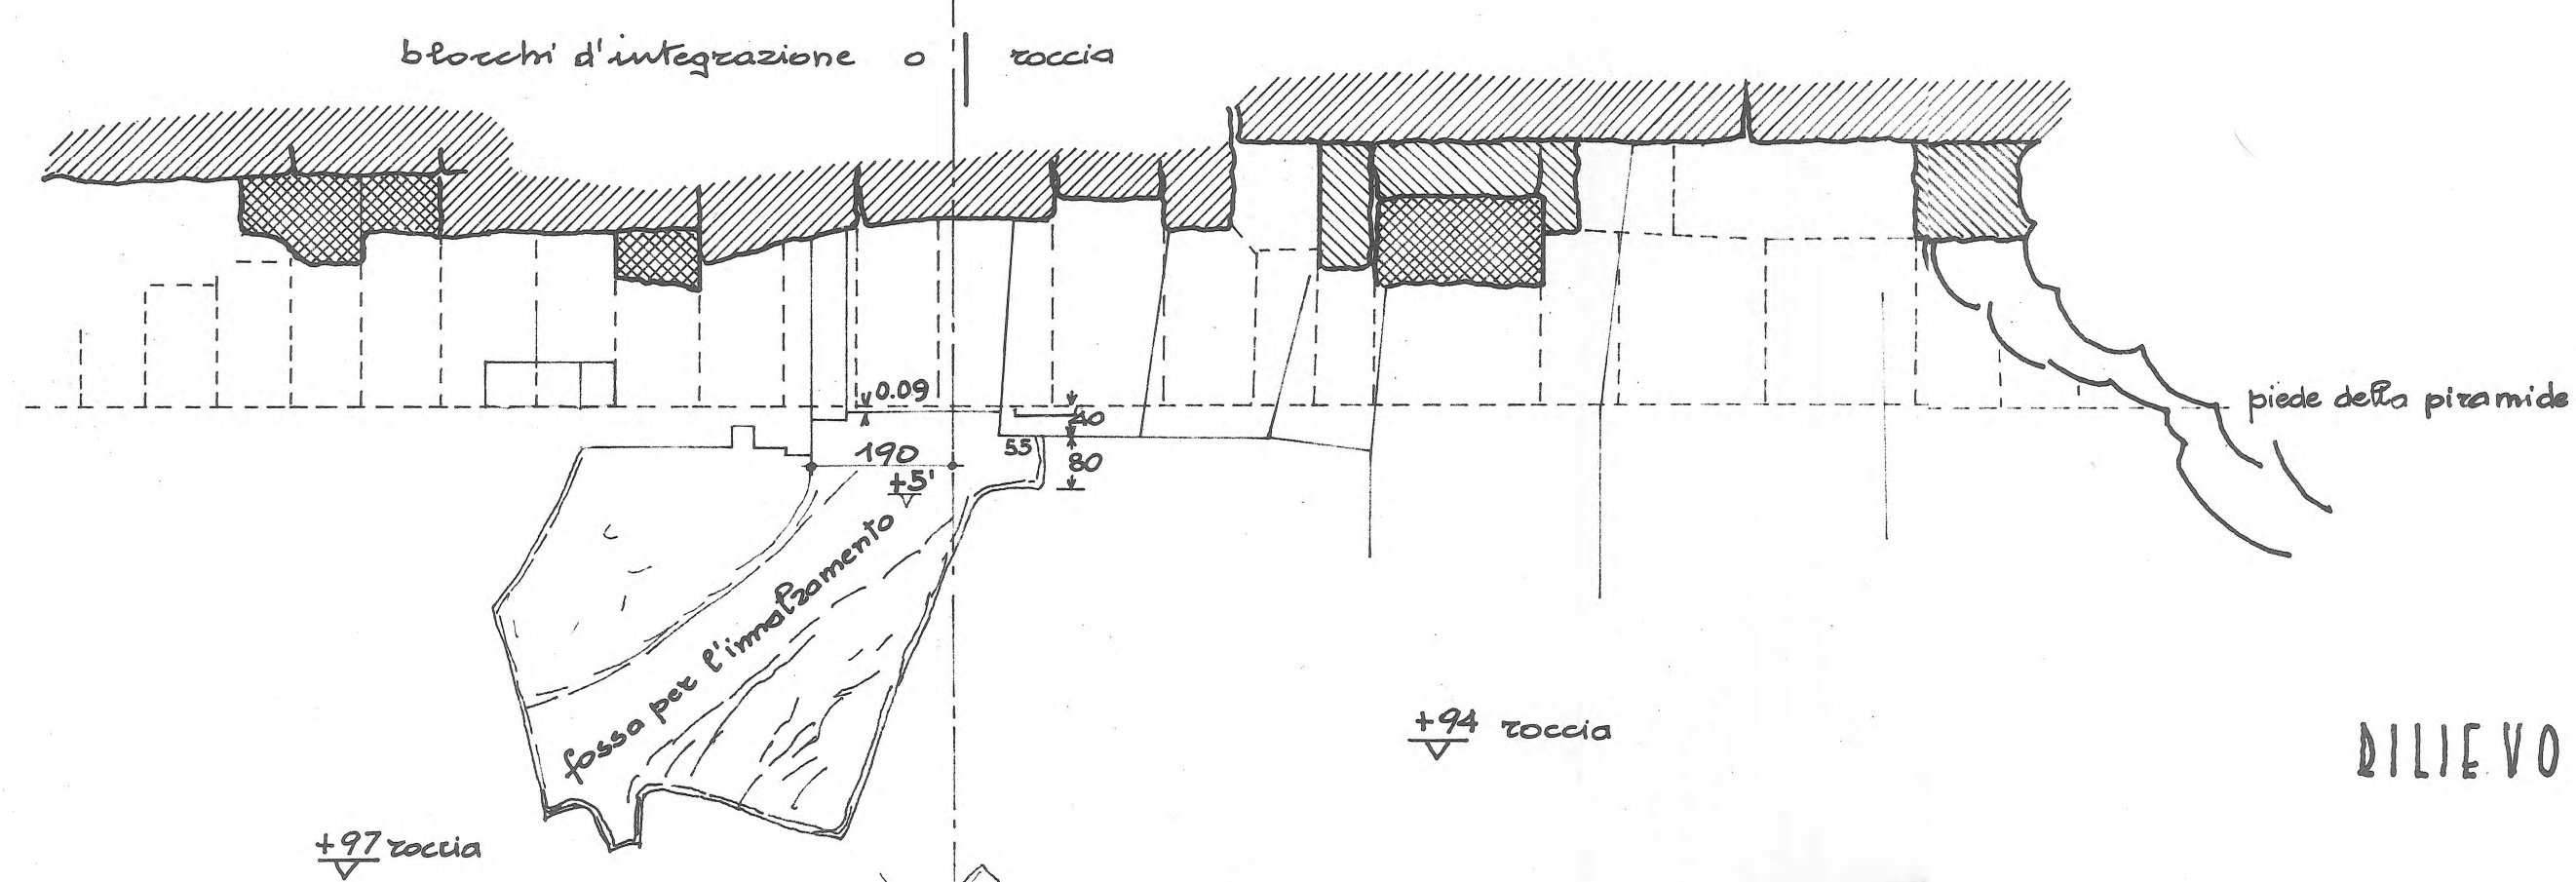 blocchi d'integrazione o | roccia
0.09
40
piede della piramide
55
190
80
+5'
fossa per l'innalzamento
+94 roccia
RILIEVO
+97 roccia